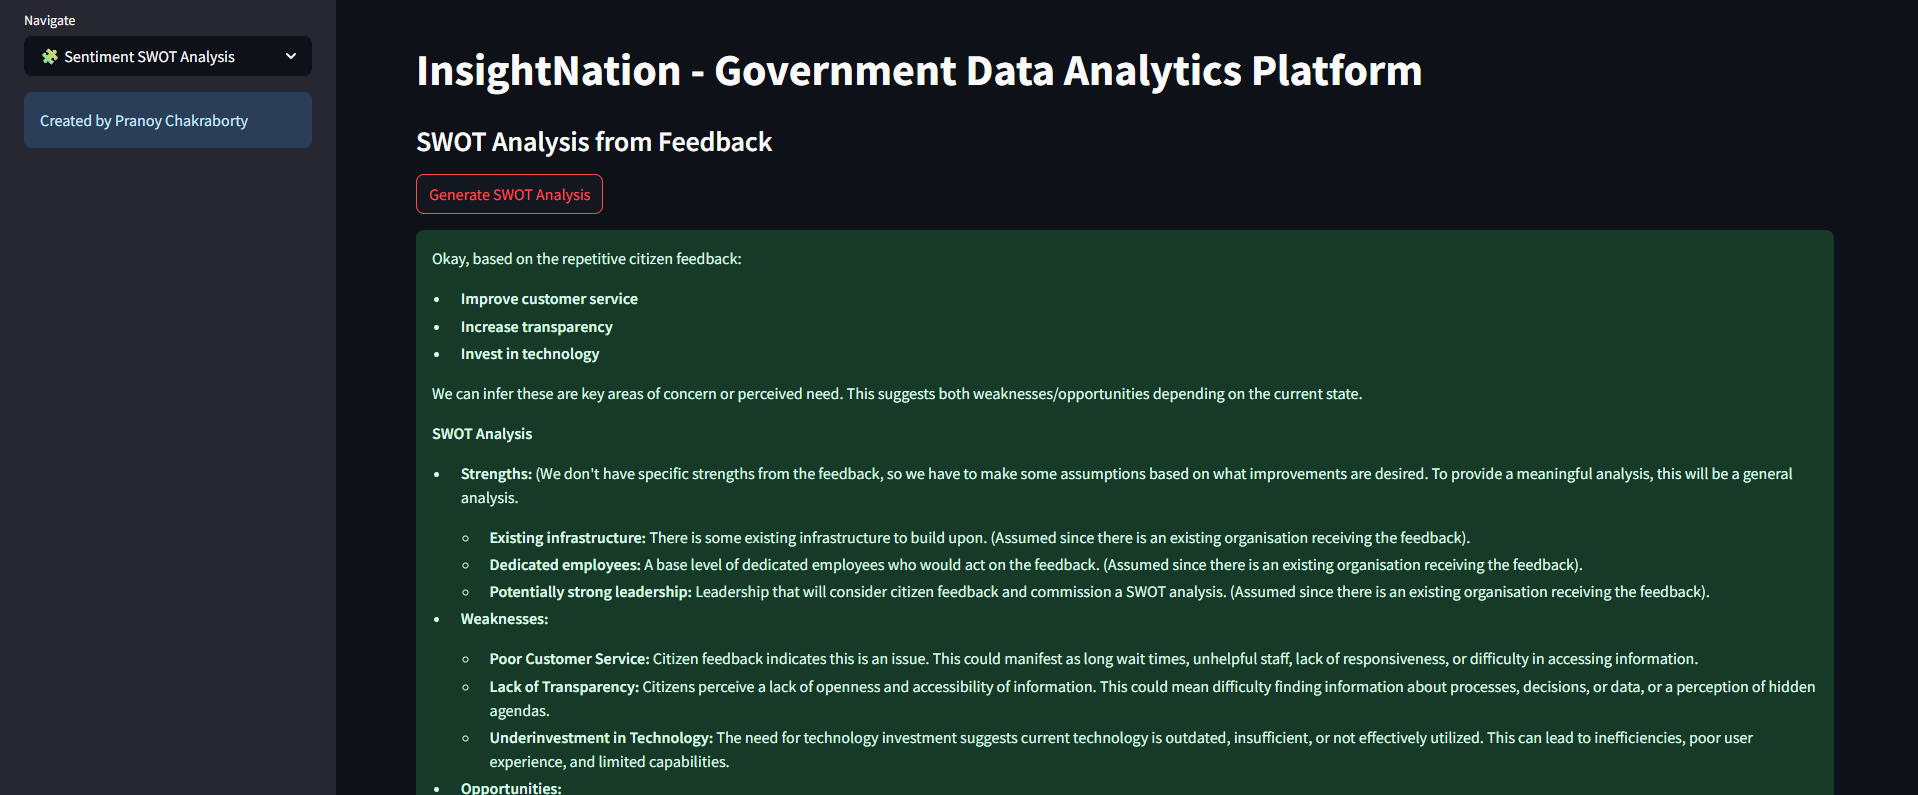 Navigate
🧩 Sentiment SWOT Analysis
Created by Pranoy Chakraborty
InsightNation - Government Data Analytics Platform
SWOT Analysis from Feedback
Generate SWOT Analysis
Okay, based on the repetitive citizen feedback:
• Improve customer service
• Increase transparency
• Invest in technology
We can infer these are key areas of concern or perceived need. This suggests both weaknesses/opportunities depending on the current state.
SWOT Analysis
• Strengths: (We don't have specific strengths from the feedback, so we have to make some assumptions based on what improvements are desired. To provide a meaningful analysis, this will be a general
analysis.
◦ Existing infrastructure: There is some existing infrastructure to build upon. (Assumed since there is an existing organisation receiving the feedback).
◦ Dedicated employees: A base level of dedicated employees who would act on the feedback. (Assumed since there is an existing organisation receiving the feedback).
◦ Potentially strong leadership: Leadership that will consider citizen feedback and commission a SWOT analysis. (Assumed since there is an existing organisation receiving the feedback).
• Weaknesses:
◦ Poor Customer Service: Citizen feedback indicates this is an issue. This could manifest as long wait times, unhelpful staff, lack of responsiveness, or difficulty in accessing information.
◦ Lack of Transparency: Citizens perceive a lack of openness and accessibility of information. This could mean difficulty finding information about processes, decisions, or data, or a perception of hidden
agendas.
◦ Underinvestment in Technology: The need for technology investment suggests current technology is outdated, insufficient, or not effectively utilized. This can lead to inefficiencies, poor user
experience, and limited capabilities.
• Opportunities: